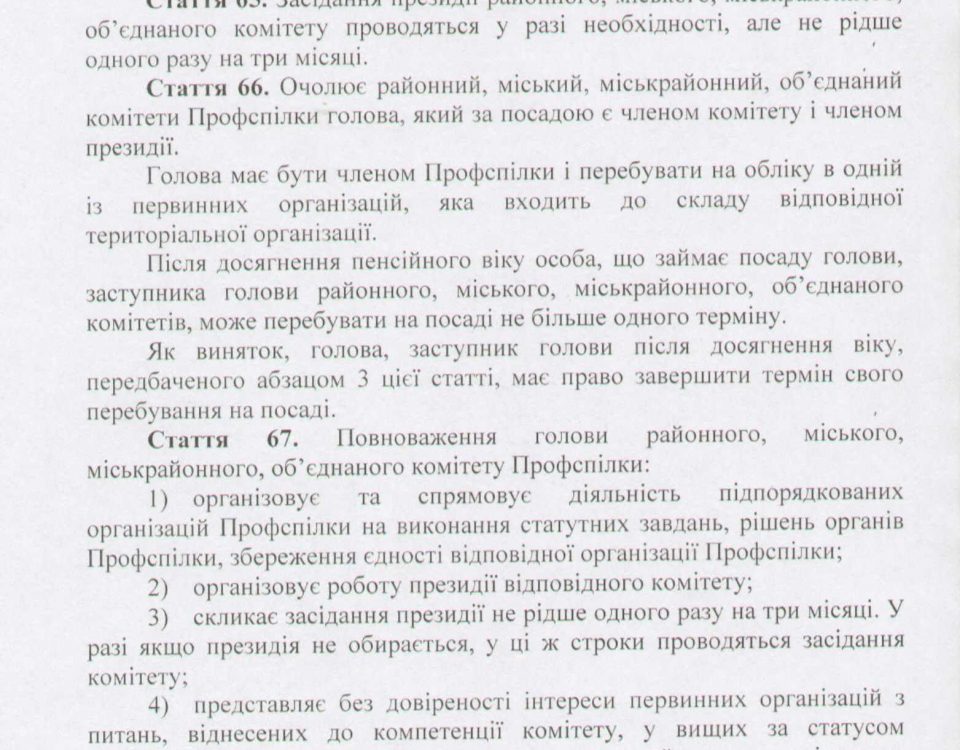 Стаття 65. Засідання президії районного, міського, міськрайонного,
об’єднаного комітету проводяться у разі необхідності, але не рідше
одного разу на три місяці.
Стаття 66. Очолює районний, міський, міськрайонний, об’єднаний
комітети Профспілки голова, який за посадою є членом комітету і членом
президії.
Голова має бути членом Профспілки і перебувати на обліку в одній
із первинних організацій, яка входить до складу відповідної
територіальної організації.
Після досягнення пенсійного віку особа, що займає посаду голови,
заступника голови районного, міського, міськрайонного, об’єднаного
комітетів, може перебувати на посаді не більше одного терміну.
Як виняток, голова, заступник голови після досягнення віку,
передбаченого абзацом 3 цієї статті, має право завершити термін свого
перебування на посаді.
Стаття 67. Повноваження голови районного, міського,
міськрайонного, об’єднаного комітету Профспілки:
1) організовує та спрямовує діяльність підпорядкованих
організацій Профспілки на виконання статутних завдань, рішень органів
Профспілки, збереження єдності відповідної організації Профспілки;
2) організовує роботу президії відповідного комітету;
3) скликає засідання президії не рідше одного разу на три місяці. У
разі якщо президія не обирається, у ці ж строки проводяться засідання
комітету;
4) представляє без довіреності інтереси первинних організацій з
питань, віднесених до компетенції комітету, у вищих за статусом